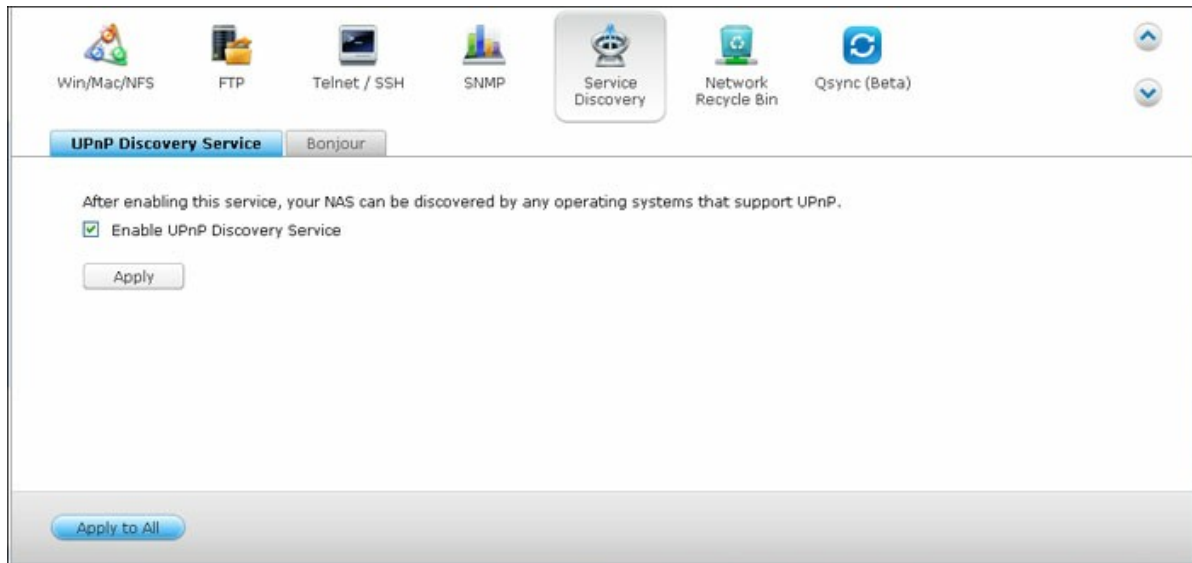 Win/Mac/NFS
FTP
Telnet / SSH
SNMP
Service
Discovery
Network
Recycle Bin
Qsync (Beta)
UPnP Discovery Service
Bonjour
After enabling this service, your NAS can be discovered by any operating systems that support UPnP.
Enable UPnP Discovery Service
Apply
Apply to All